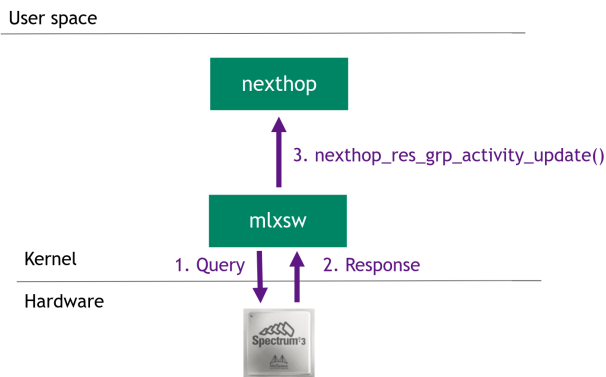 User space
nexthop
3. nexthop_res_grp_activity_update()
mlxsw
Kernel
1. Query
2. Response
Hardware
Spectrum-3